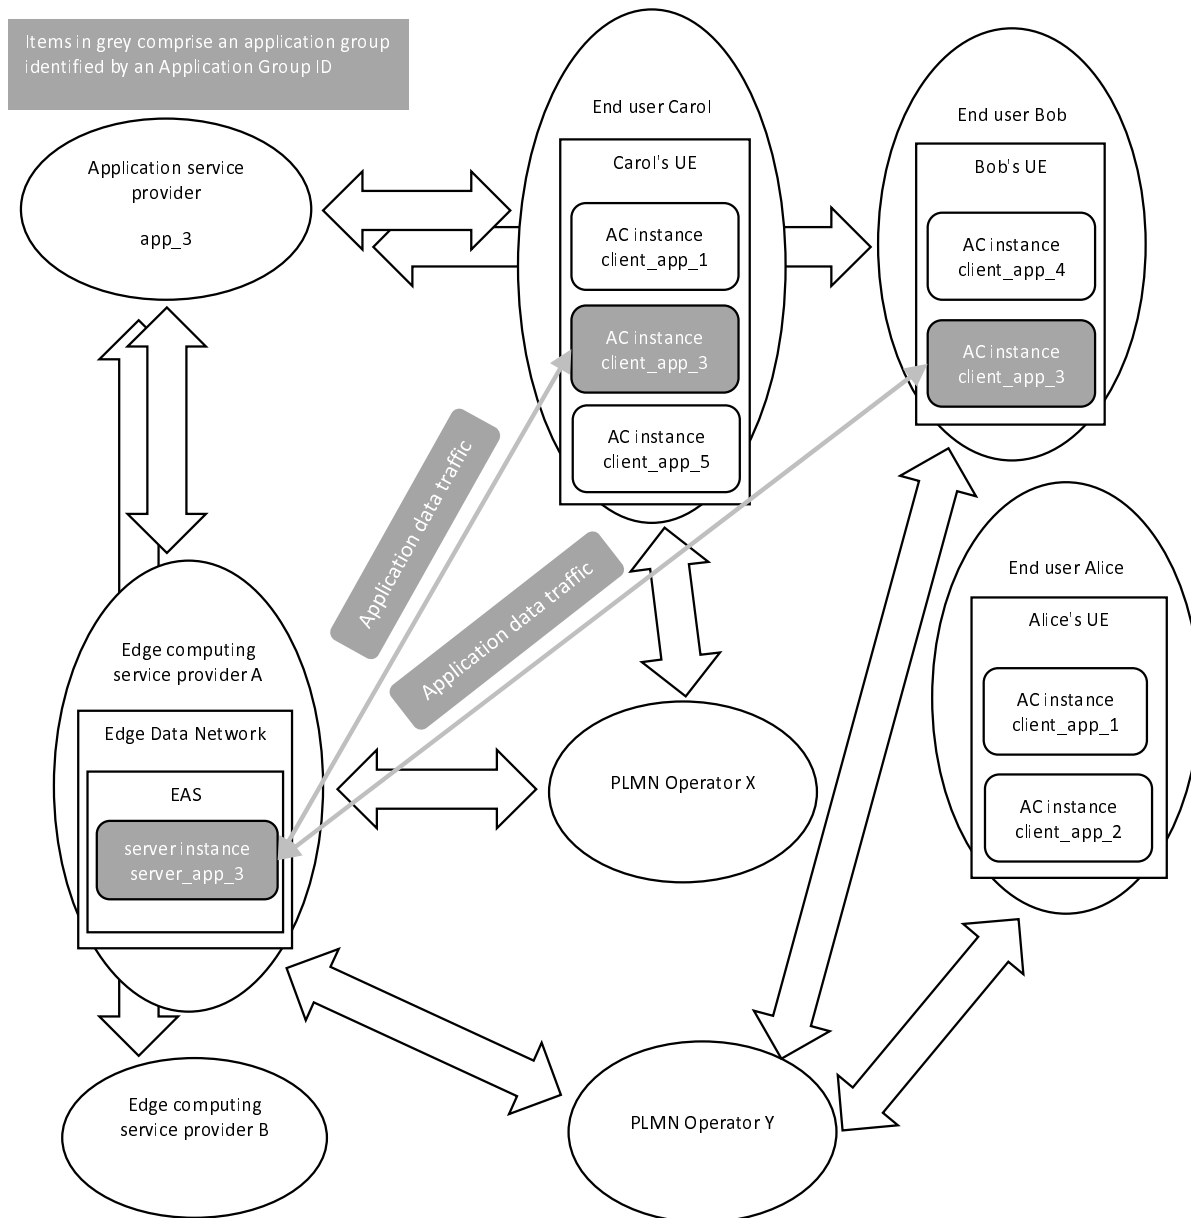 Items in grey comprise an application group
identified by an Application Group ID
Application service
provider
app_3
End user Carol
Carol's UE
AC instance
client_app_1
AC instance
client_app_3
AC instance
client_app_5
End user Bob
Bob's UE
AC instance
client_app_4
AC instance
client_app_3
Application data traffic
Application data traffic
End user Alice
Alice's UE
AC instance
client_app_1
AC instance
client_app_2
Edge computing
service provider A
Edge Data Network
EAS
server instance
server_app_3
PLMN Operator X
Edge computing
service provider B
PLMN Operator Y